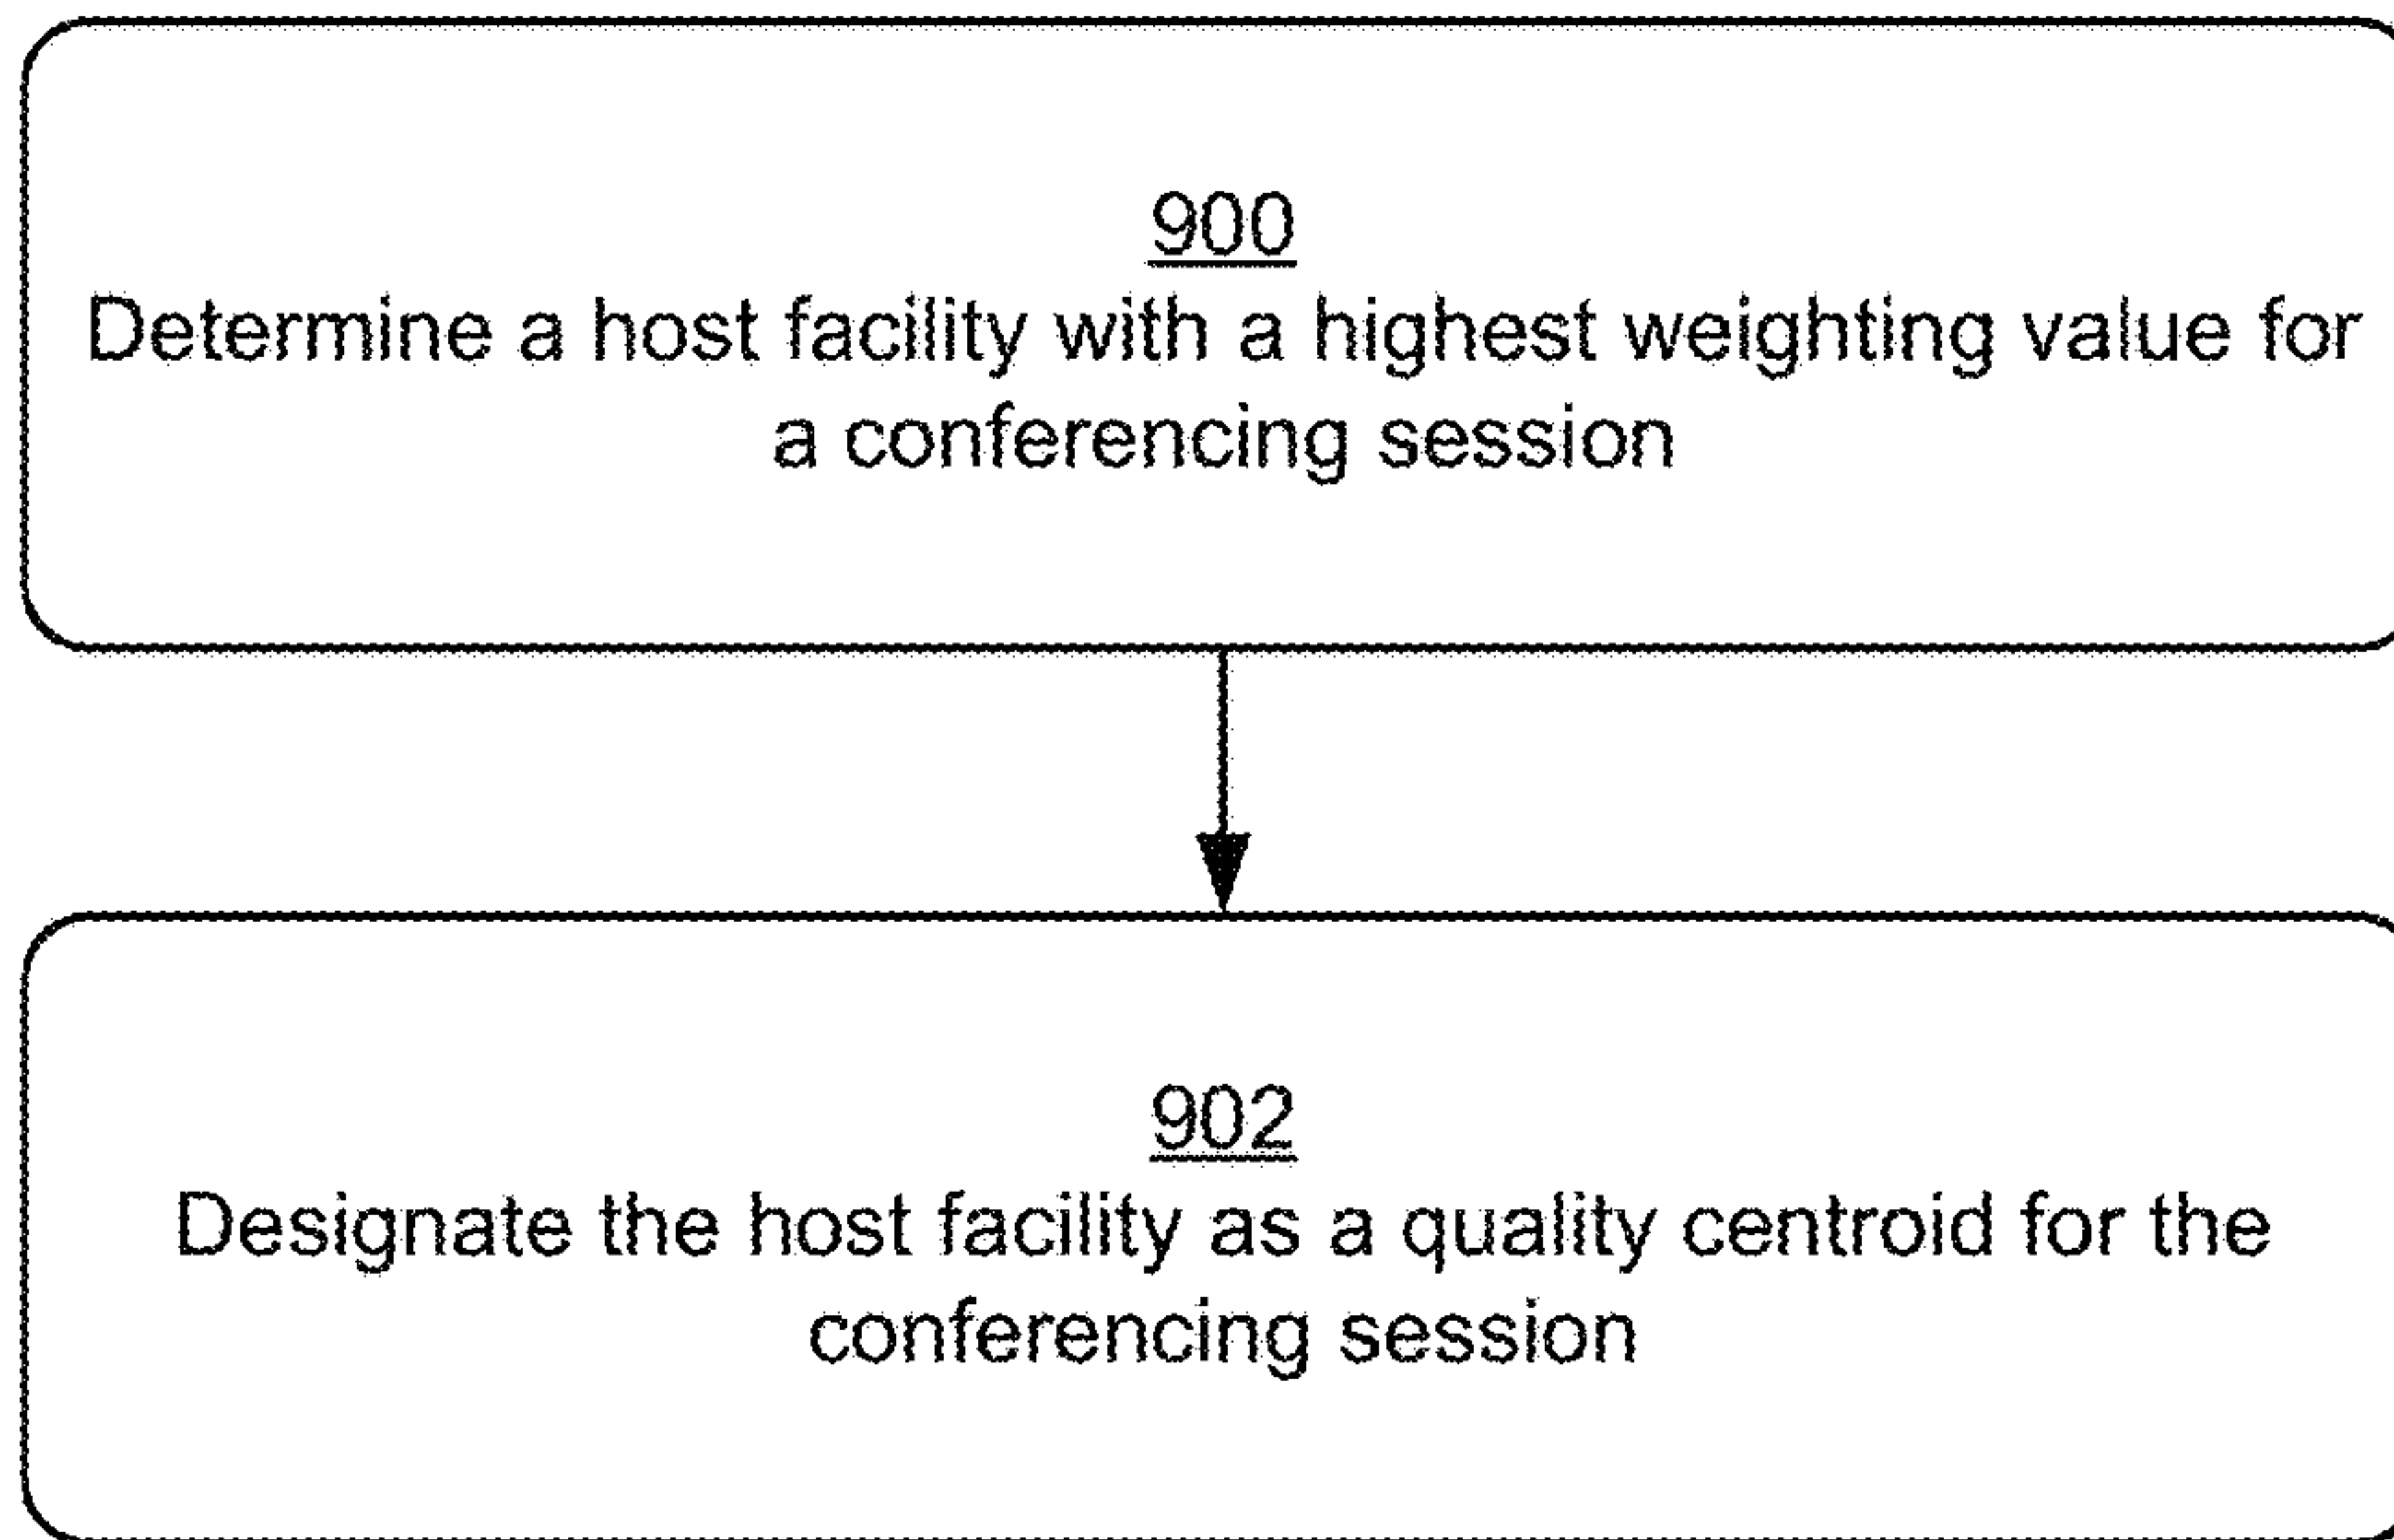 900
Determine a host facility with a highest weighting value for
a conferencing session
902
Designate the host facility as a quality centroid for the
conferencing session